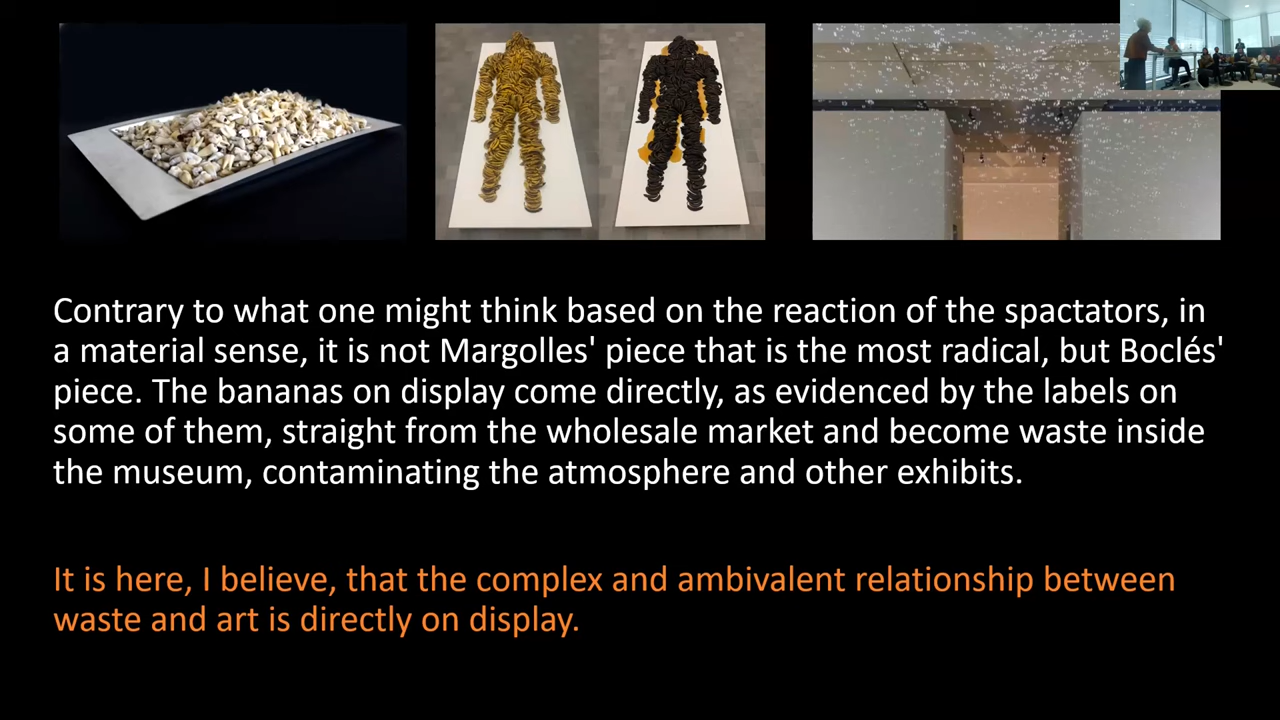 Contrary to what one might think based on the reaction of the spactators, in
a material sense, it is not Margolles' piece that is the most radical, but Boclés'
piece. The bananas on display come directly, as evidenced by the labels on
some of them, straight from the wholesale market and become waste inside
the museum, contaminating the atmosphere and other exhibits.
It is here, I believe, that the complex and ambivalent relationship between
waste and art is directly on display.